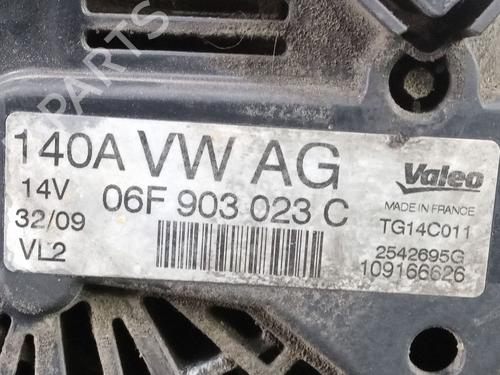 PARTS
140A VW AG
14V
06F 903 023 C
32/09
VL2
Valeo
MADE IN FRANCE
TG14C011
2542695G
109166626